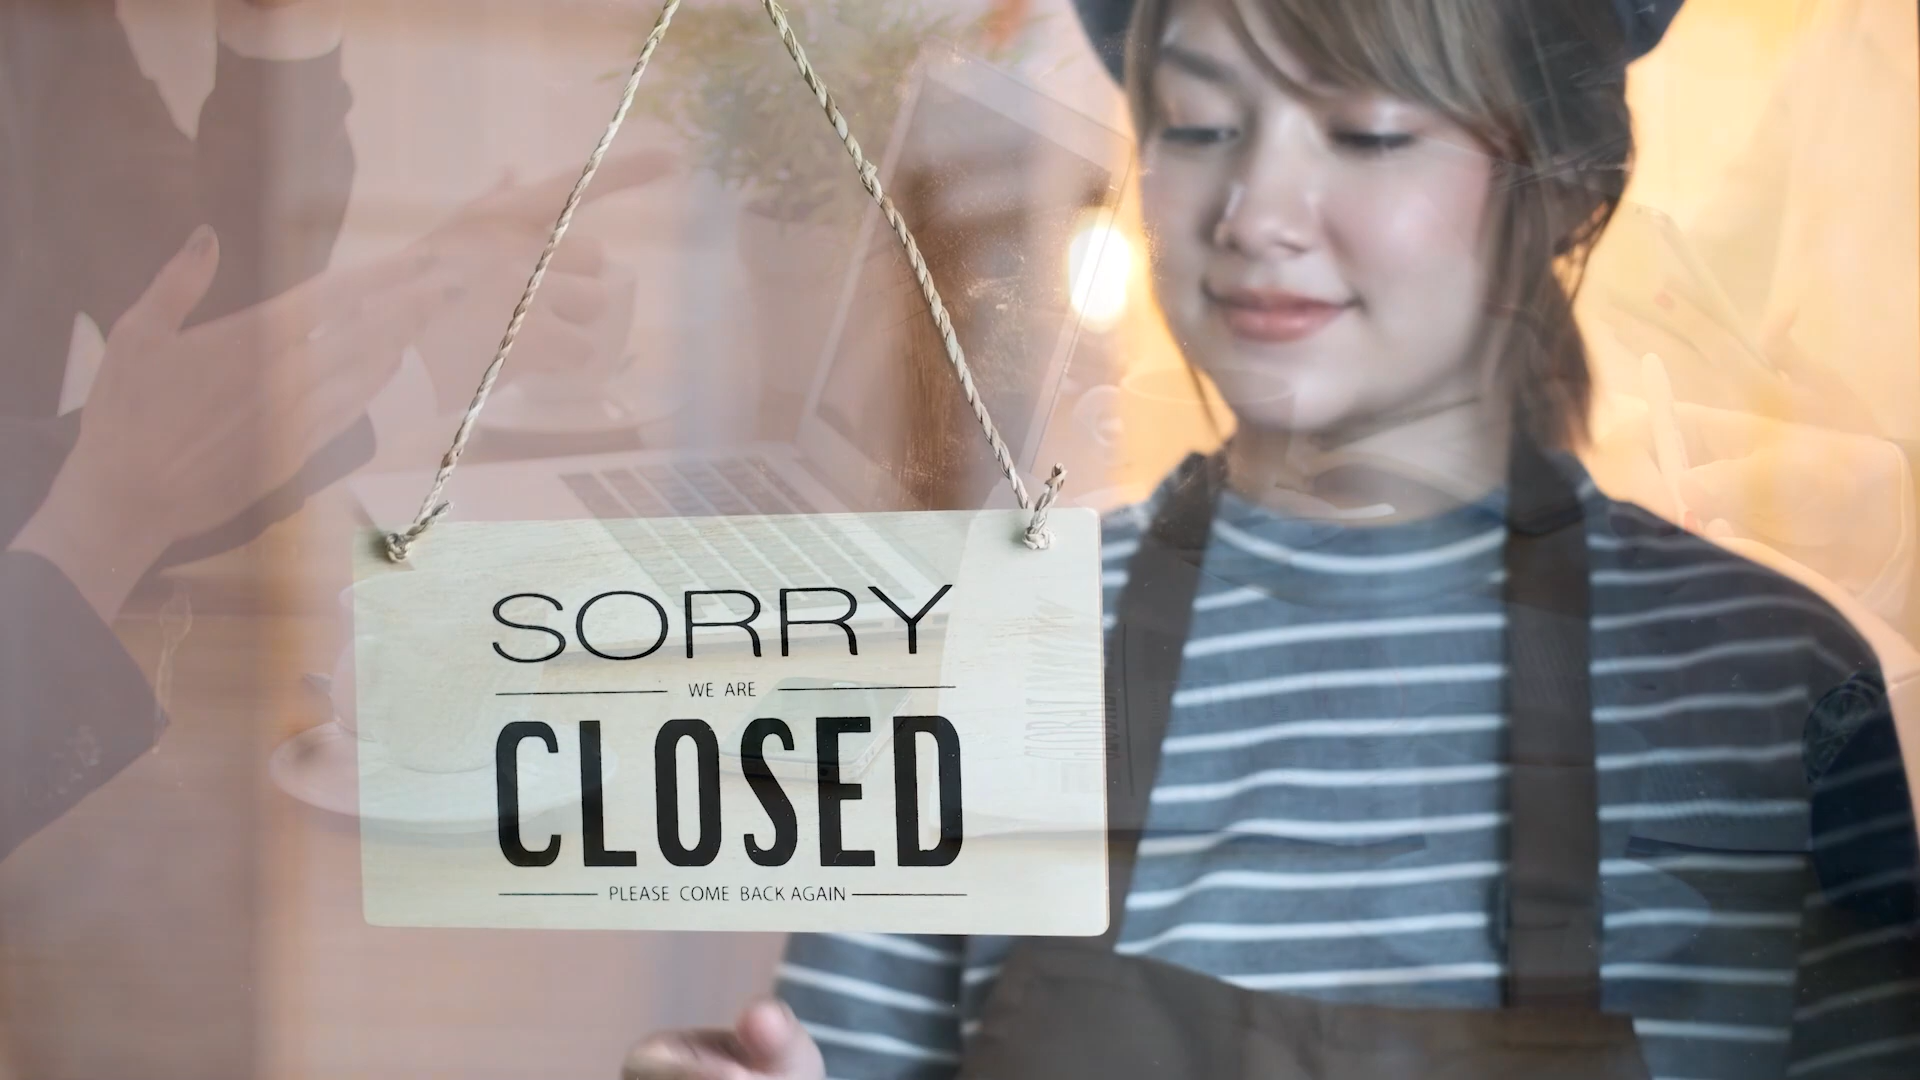 SORRY
WE ARE
CLOSED
PLEASE COME BACK AGAIN